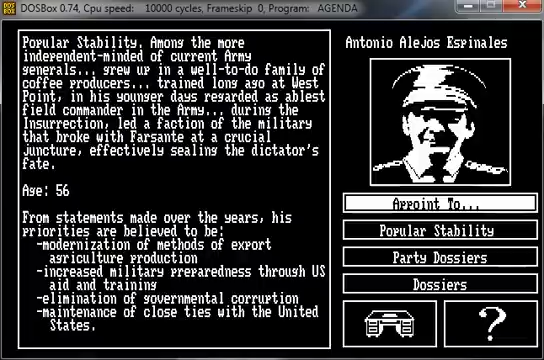 DOSBox 0.74, Cpu speed: 10000 cycles, Frameskip 0, Program: AGENDA
Popular Stability. Among the more
independent-minded of current Army
generals... grew up in a well-to-do family of
coffee producers... trained long ago at West
Point, in his younger days regarded as ablest
field commander in the Army... during the
Insurrection, led a faction of the military
that broke with Farsante at a crucial
juncture, effectively sealing the dictator's
fate.
Age: 56
From statements made over the years, his
priorities are believed to be:
-modernization of methods of export
agriculture production
-increased military preparedness through US
aid and training
-elimination of governmental corruption
-maintenance of close ties with the United
States.
Antonio Alejos Espinales
Appoint To...
Popular Stability
Party Dossiers
Dossiers
?